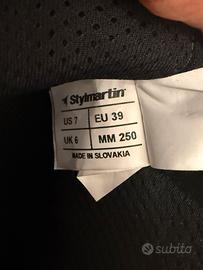 Stylmartin
US 7 EU 39
UK 6 MM 250
MADE IN SLOVAKIA
subito